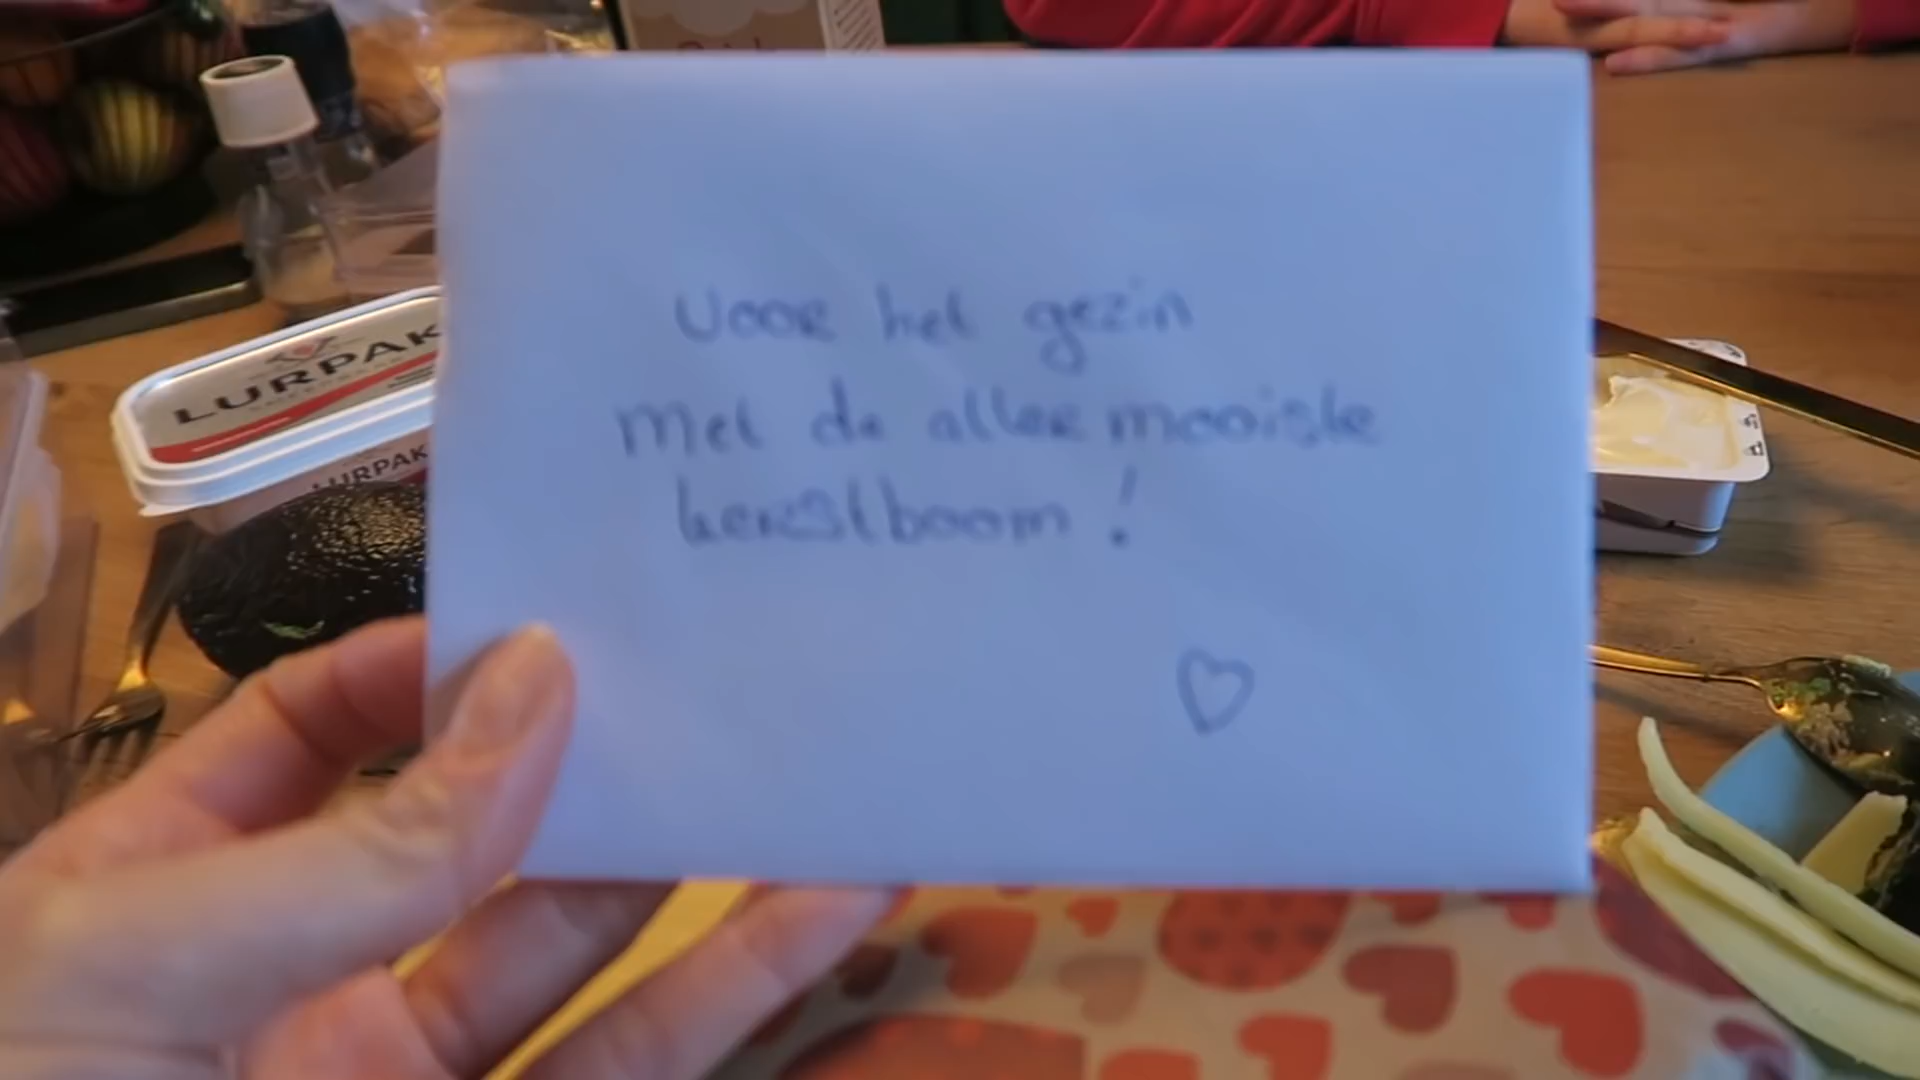 LURPAK
LURPAK
Voor het gezin
met de allermooiste
kerstboom!